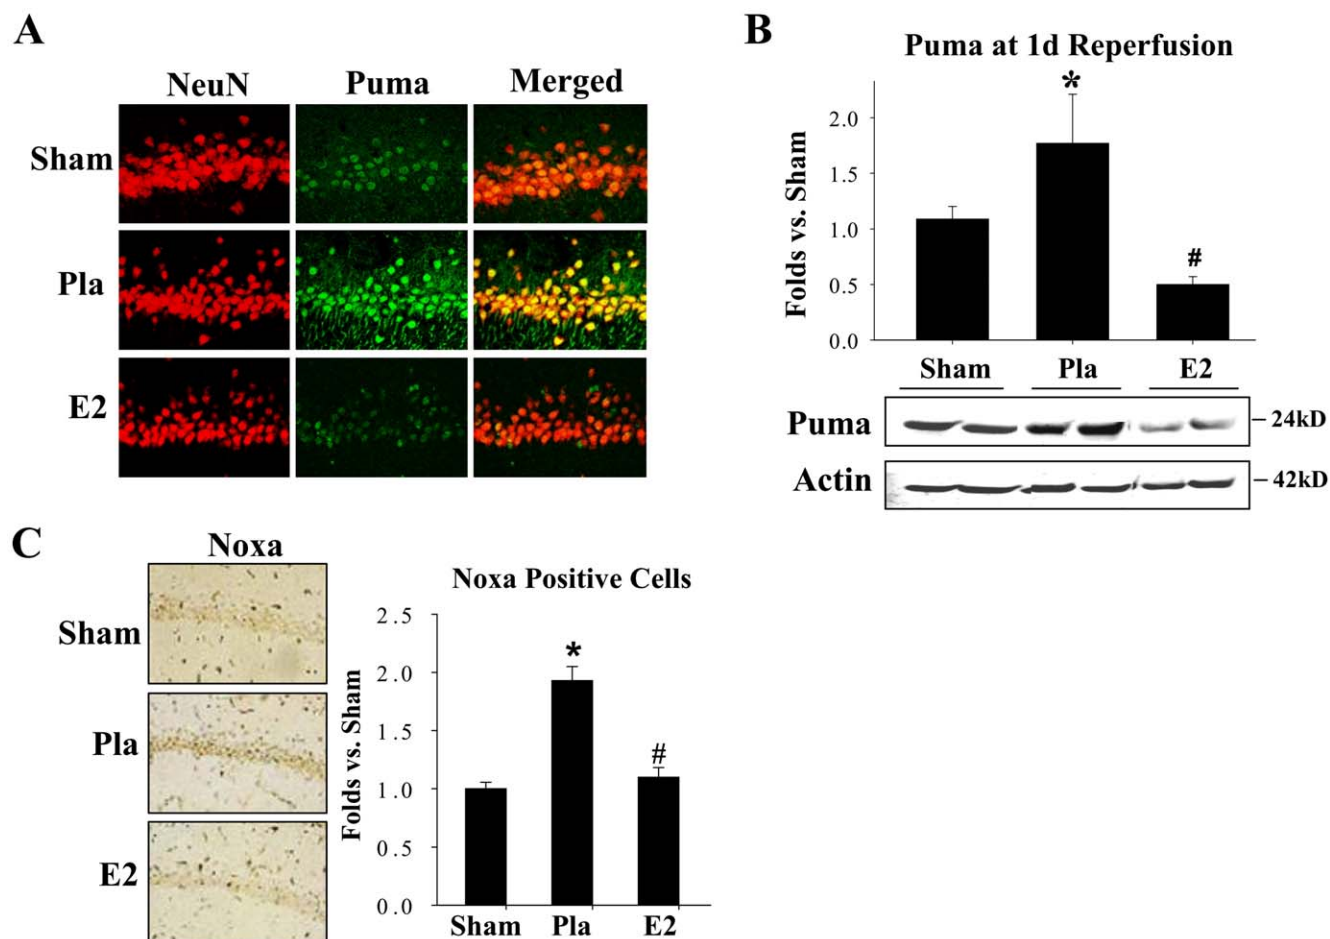 A
NeuN Puma Merged
Sham
Pla
E2
B
Puma at 1d Reperfusion
*
#
Folds vs. Sham
2.0
1.5
1.0
0.5
0.0
Sham Pla E2
Puma 24kD
Actin 42kD
C
Noxa
Sham
Pla
E2
Noxa Positive Cells
*
#
Folds vs. Sham
2.5
2.0
1.5
1.0
0.5
0.0
Sham Pla E2